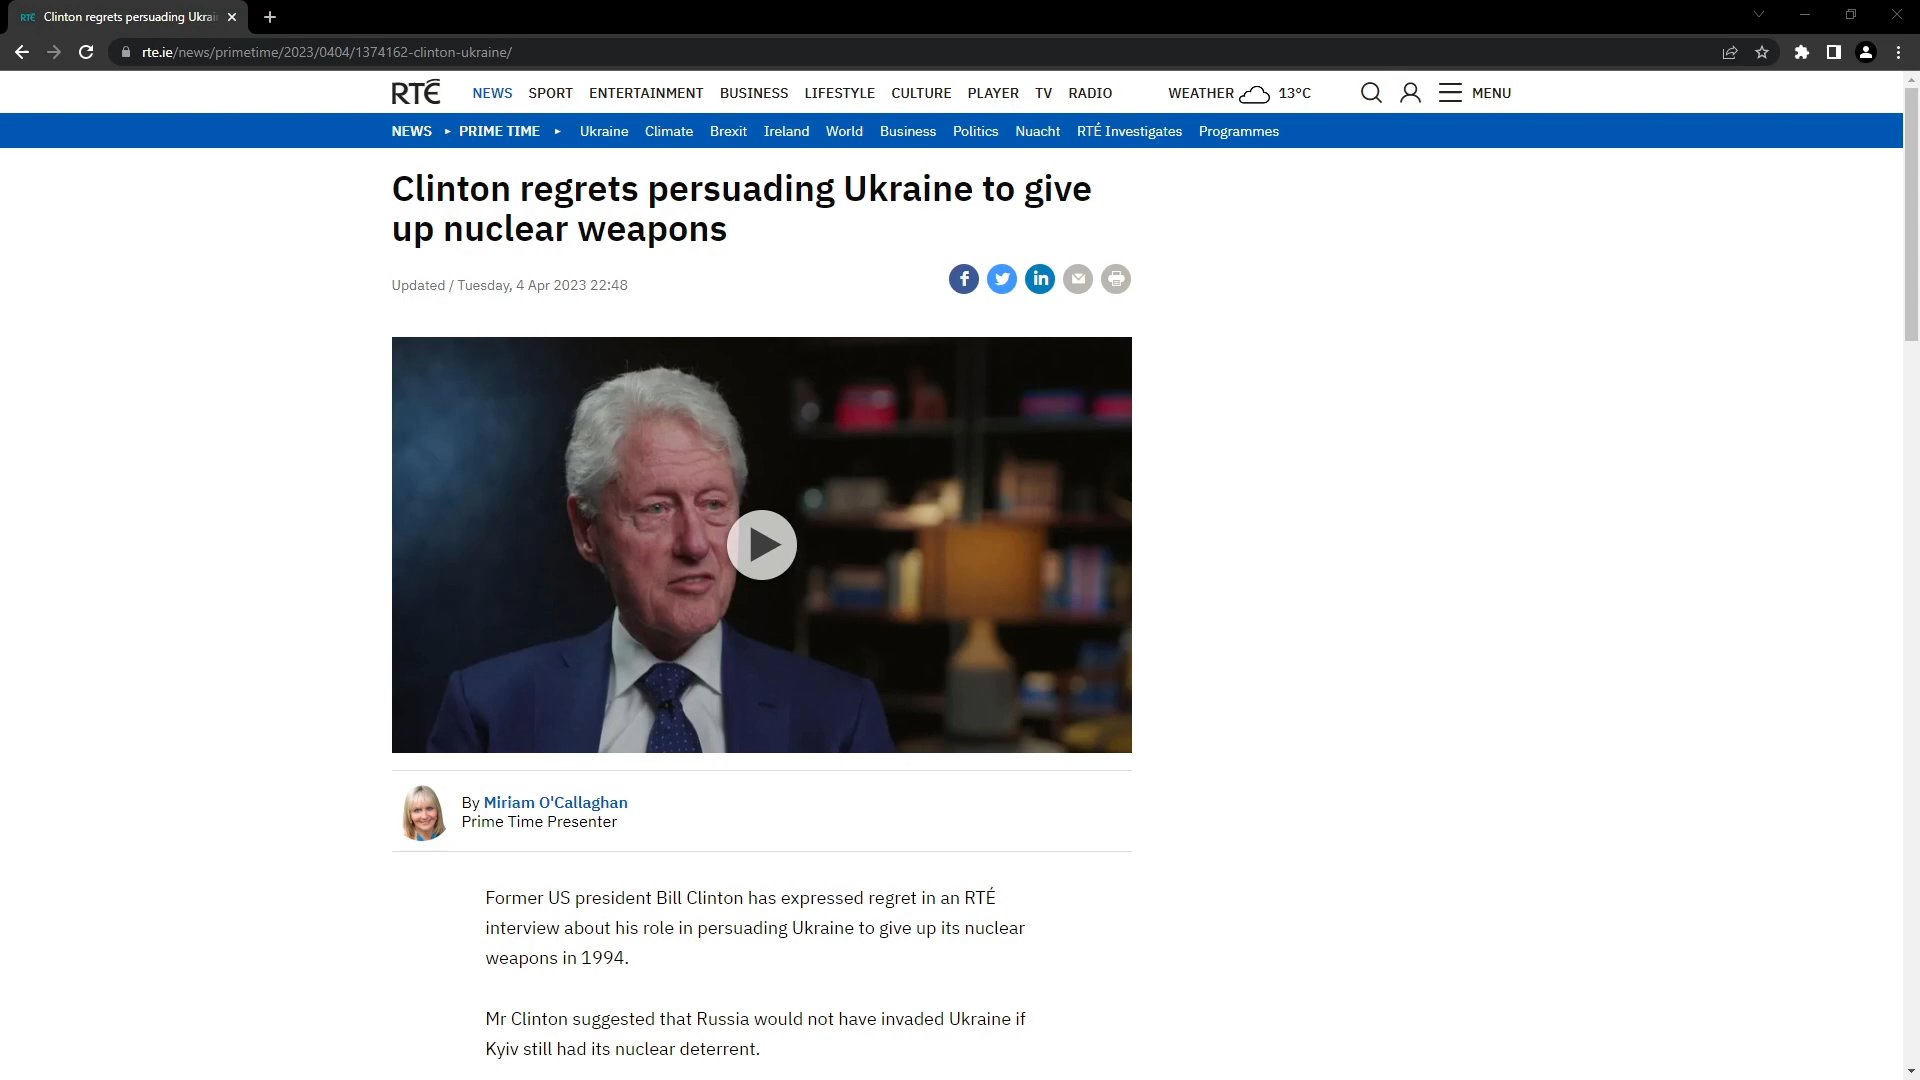 RTÉ Clinton regrets persuading Ukrai
rte.ie/news/primetime/2023/0404/1374162-clinton-ukraine/
RTÉ NEWS SPORT ENTERTAINMENT BUSINESS LIFESTYLE CULTURE PLAYER TV RADIO WEATHER 13°C MENU
NEWS PRIME TIME Ukraine Climate Brexit Ireland World Business Politics Nuacht RTÉ Investigates Programmes
Clinton regrets persuading Ukraine to give
up nuclear weapons
Updated / Tuesday, 4 Apr 2023 22:48
By Miriam O'Callaghan
Prime Time Presenter
Former US president Bill Clinton has expressed regret in an RTÉ
interview about his role in persuading Ukraine to give up its nuclear
weapons in 1994.
Mr Clinton suggested that Russia would not have invaded Ukraine if
Kyiv still had its nuclear deterrent.